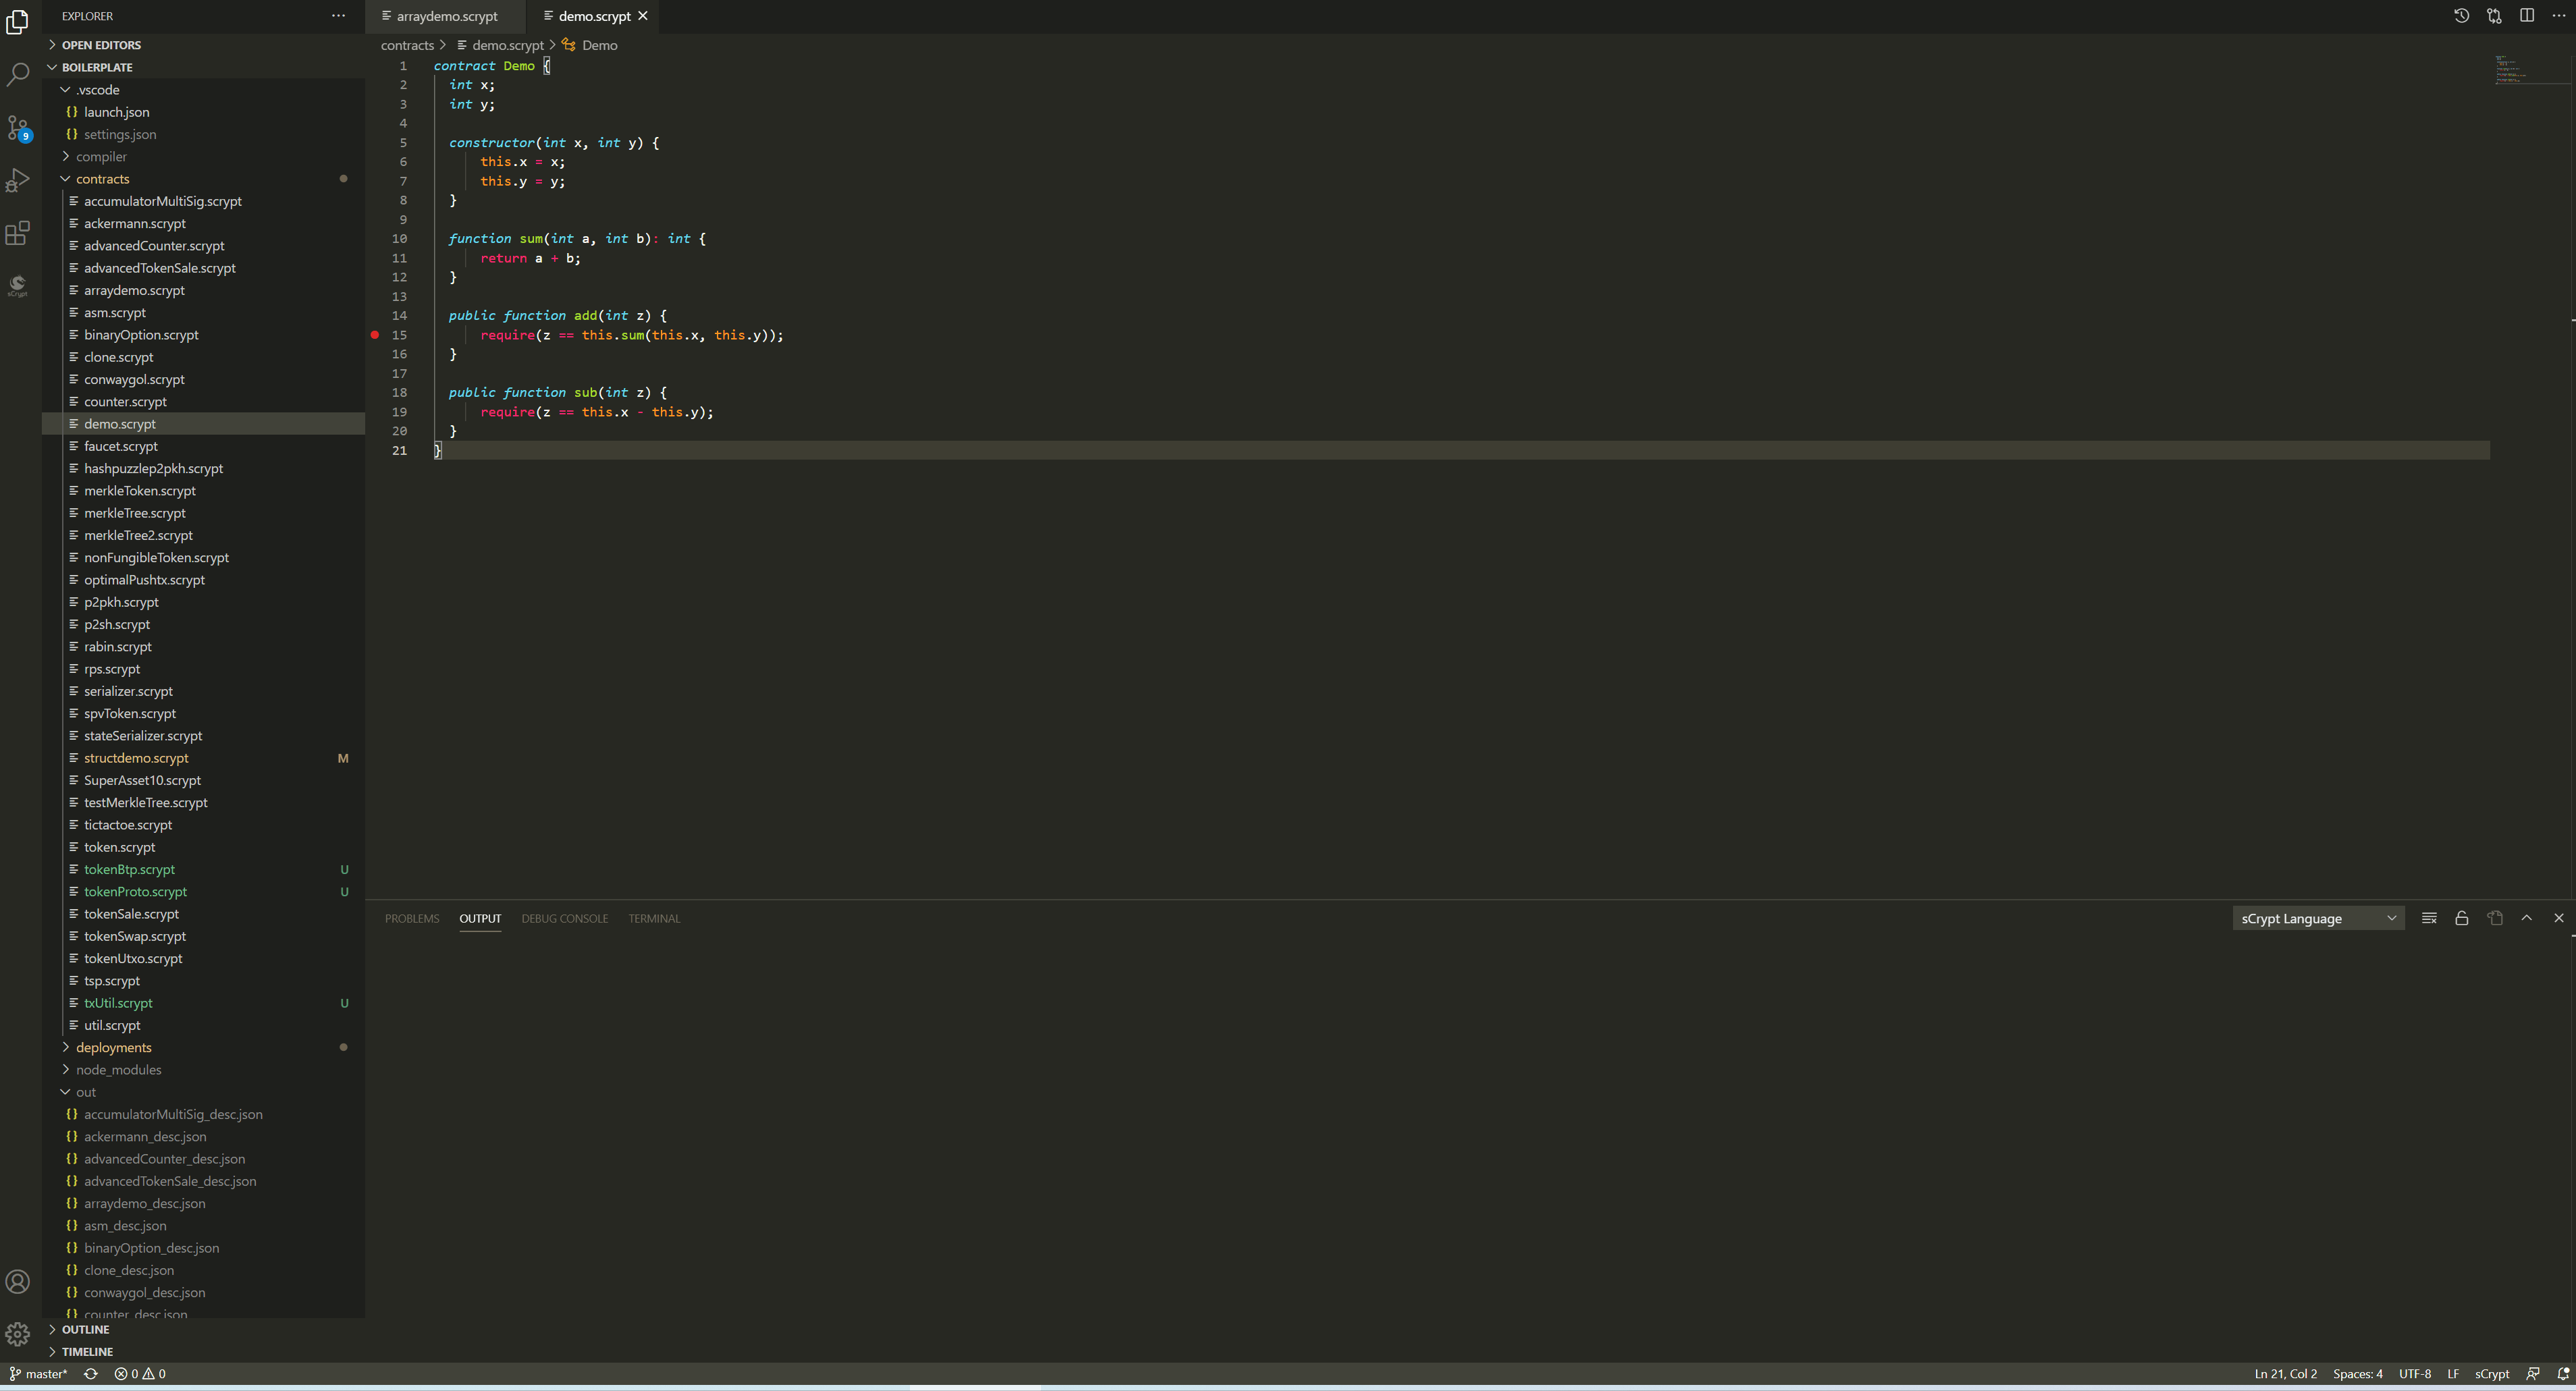 EXPLORER
OPEN EDITORS
BOILERPLATE
.vscode
{} launch.json
{} settings.json
compiler
contracts
accumulatorMultiSig.scrypt
ackermann.scrypt
advancedCounter.scrypt
advancedTokenSale.scrypt
arraydemo.scrypt
asm.scrypt
binaryOption.scrypt
clone.scrypt
conwaygol.scrypt
counter.scrypt
demo.scrypt
faucet.scrypt
hashpuzzlep2pkh.scrypt
merkleToken.scrypt
merkleTree.scrypt
merkleTree2.scrypt
nonFungibleToken.scrypt
optimalPushtx.scrypt
p2pkh.scrypt
p2sh.scrypt
rabin.scrypt
rps.scrypt
serializer.scrypt
spvToken.scrypt
stateSerializer.scrypt
structdemo.scrypt M
SuperAsset10.scrypt
testMerkleTree.scrypt
tictactoe.scrypt
token.scrypt
tokenBtp.scrypt U
tokenProto.scrypt U
tokenSale.scrypt
tokenSwap.scrypt
tokenUtxo.scrypt
tsp.scrypt
txUtil.scrypt U
util.scrypt
deployments
node_modules
out
{} accumulatorMultiSig_desc.json
{} ackermann_desc.json
{} advancedCounter_desc.json
{} advancedTokenSale_desc.json
{} arraydemo_desc.json
{} asm_desc.json
{} binaryOption_desc.json
{} clone_desc.json
{} conwaygol_desc.json
{} counter_desc.json
OUTLINE
TIMELINE
9
sCrypt
arraydemo.scrypt demo.scrypt
contracts > demo.scrypt > Demo
1 contract Demo {
2 int x;
3 int y;
4
5 constructor(int x, int y) {
6 this.x = x;
7 this.y = y;
8 }
9
10 function sum(int a, int b): int {
11 return a + b;
12 }
13
14 public function add(int z) {
15 require(z == this.sum(this.x, this.y));
16 }
17
18 public function sub(int z) {
19 require(z == this.x - this.y);
20 }
21 }
PROBLEMS OUTPUT DEBUG CONSOLE TERMINAL sCrypt Language
master* 0 0 Ln 21, Col 2 Spaces: 4 UTF-8 LF sCrypt